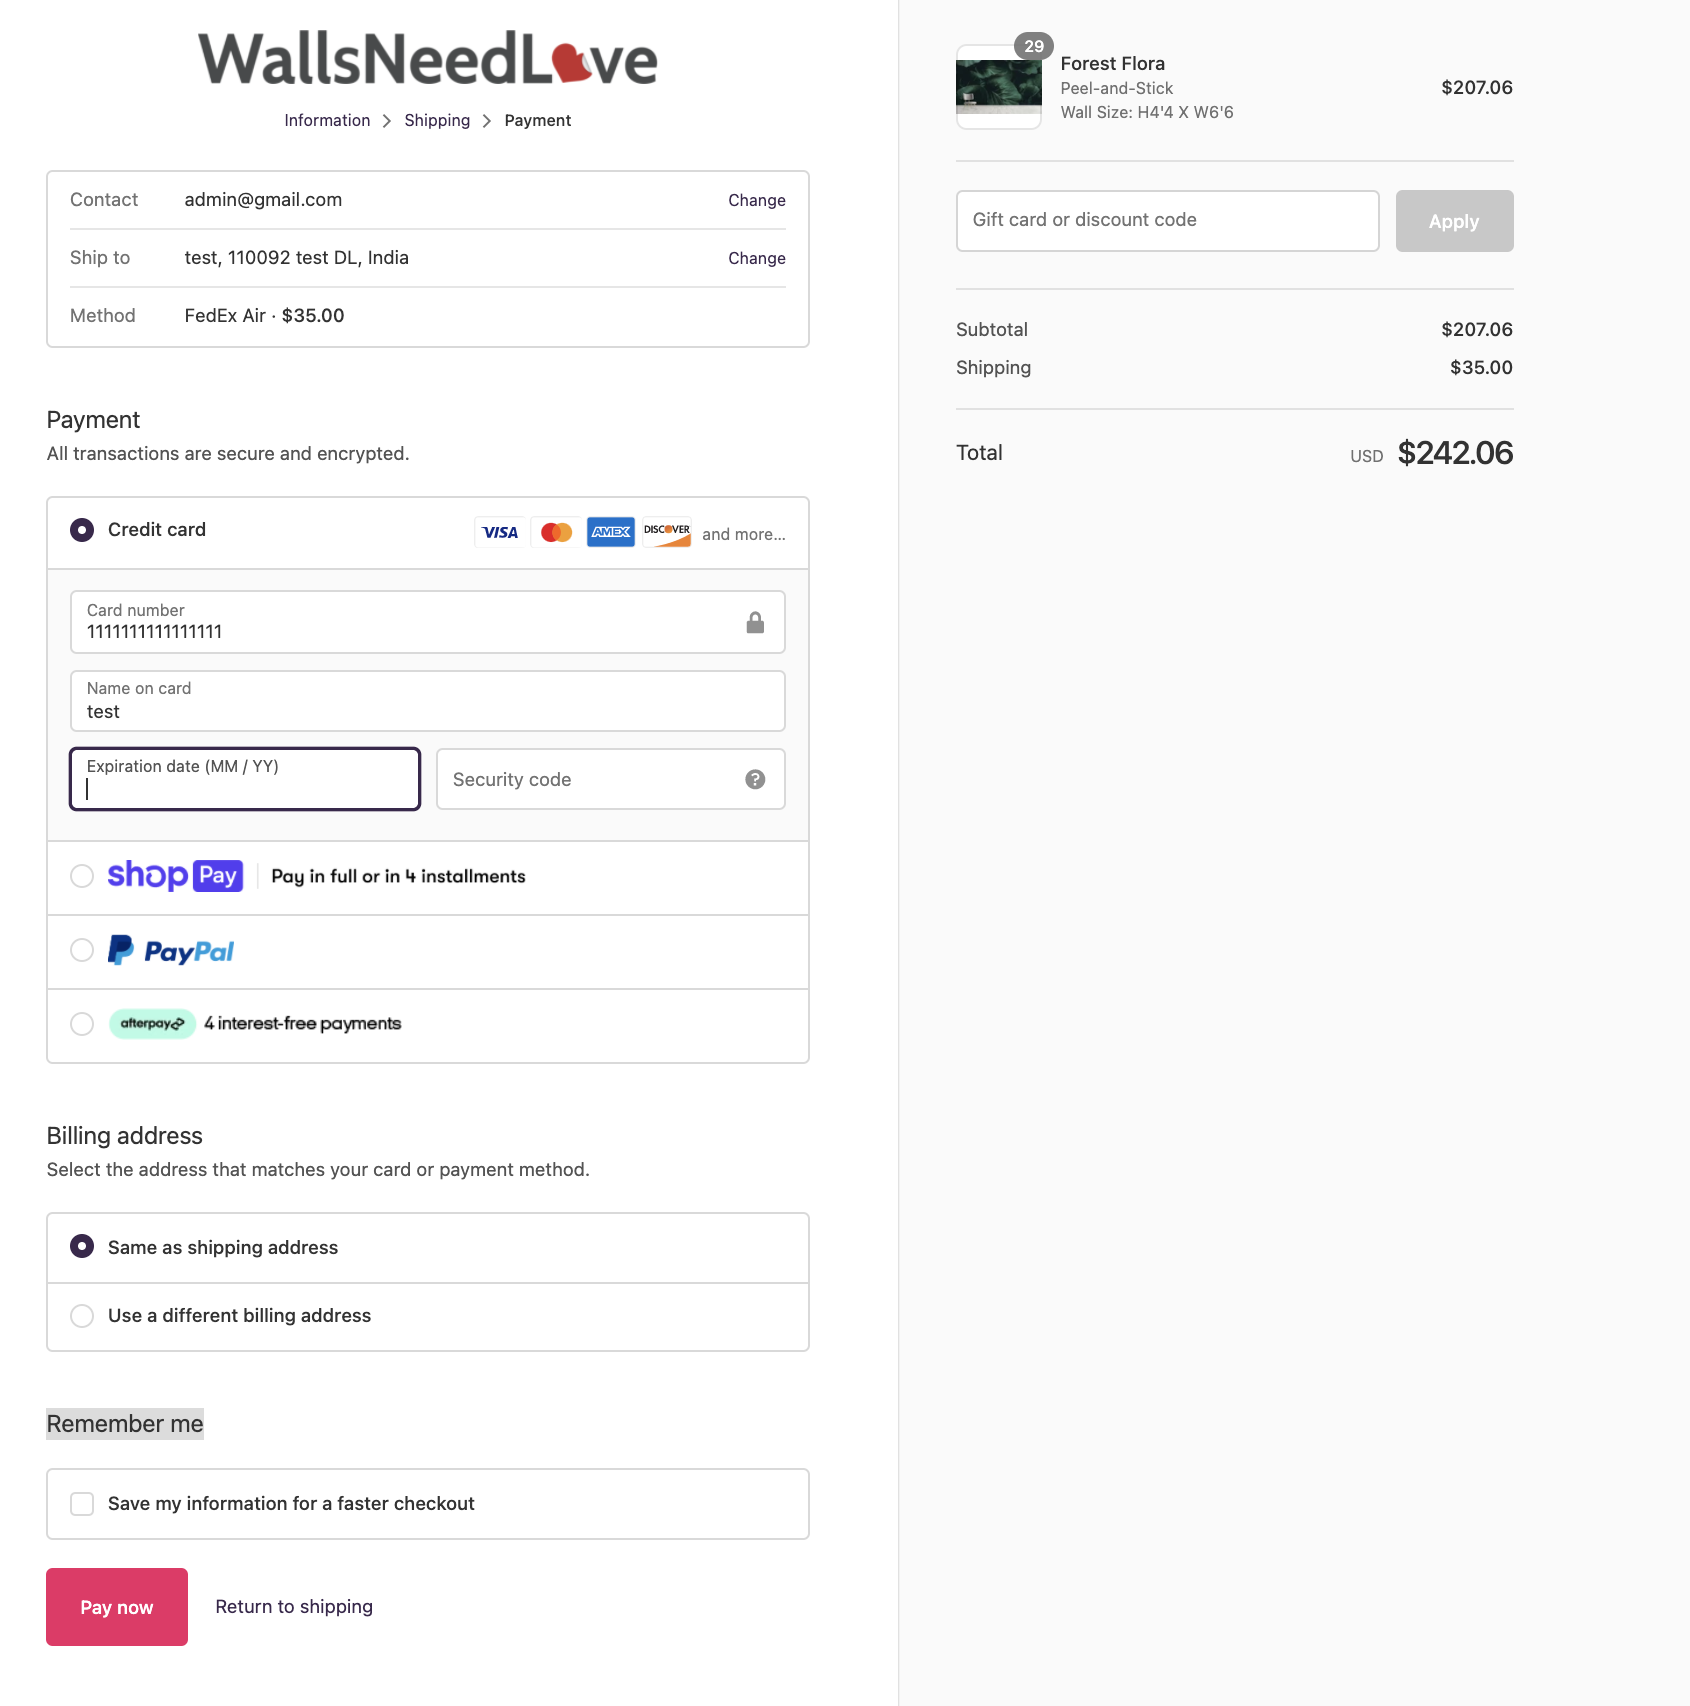 WallsNeedLove
Information > Shipping > Payment
Contact admin@gmail.com Change
Ship to test, 110092 test DL, India Change
Method FedEx Air · $35.00
Payment
All transactions are secure and encrypted.
Credit card VISA AMEX DISCOVER and more...
Card number
1111111111111111
Name on card
test
Expiration date (MM / YY)
Security code ?
shop Pay Pay in full or in 4 installments
PayPal
afterpay 4 interest-free payments
Billing address
Select the address that matches your card or payment method.
Same as shipping address
Use a different billing address
Remember me
Save my information for a faster checkout
Pay now Return to shipping
29
Forest Flora
Peel-and-Stick $207.06
Wall Size: H4'4 X W6'6
Gift card or discount code Apply
Subtotal $207.06
Shipping $35.00
Total USD $242.06